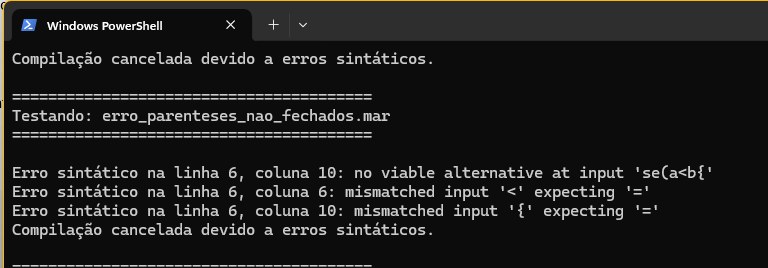 Windows PowerShell
Compilação cancelada devido a erros sintáticos.
========================================
Testando: erro_parenteses_nao_fechados.mar
========================================
Erro sintático na linha 6, coluna 10: no viable alternative at input 'se(a<b{'
Erro sintático na linha 6, coluna 6: mismatched input '<' expecting '='
Erro sintático na linha 6, coluna 10: mismatched input '{' expecting '='
Compilação cancelada devido a erros sintáticos.
========================================